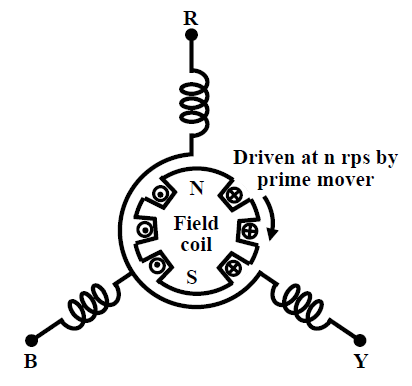 R
Driven at n rps by
prime mover
N
Field
coil
S
B
Y